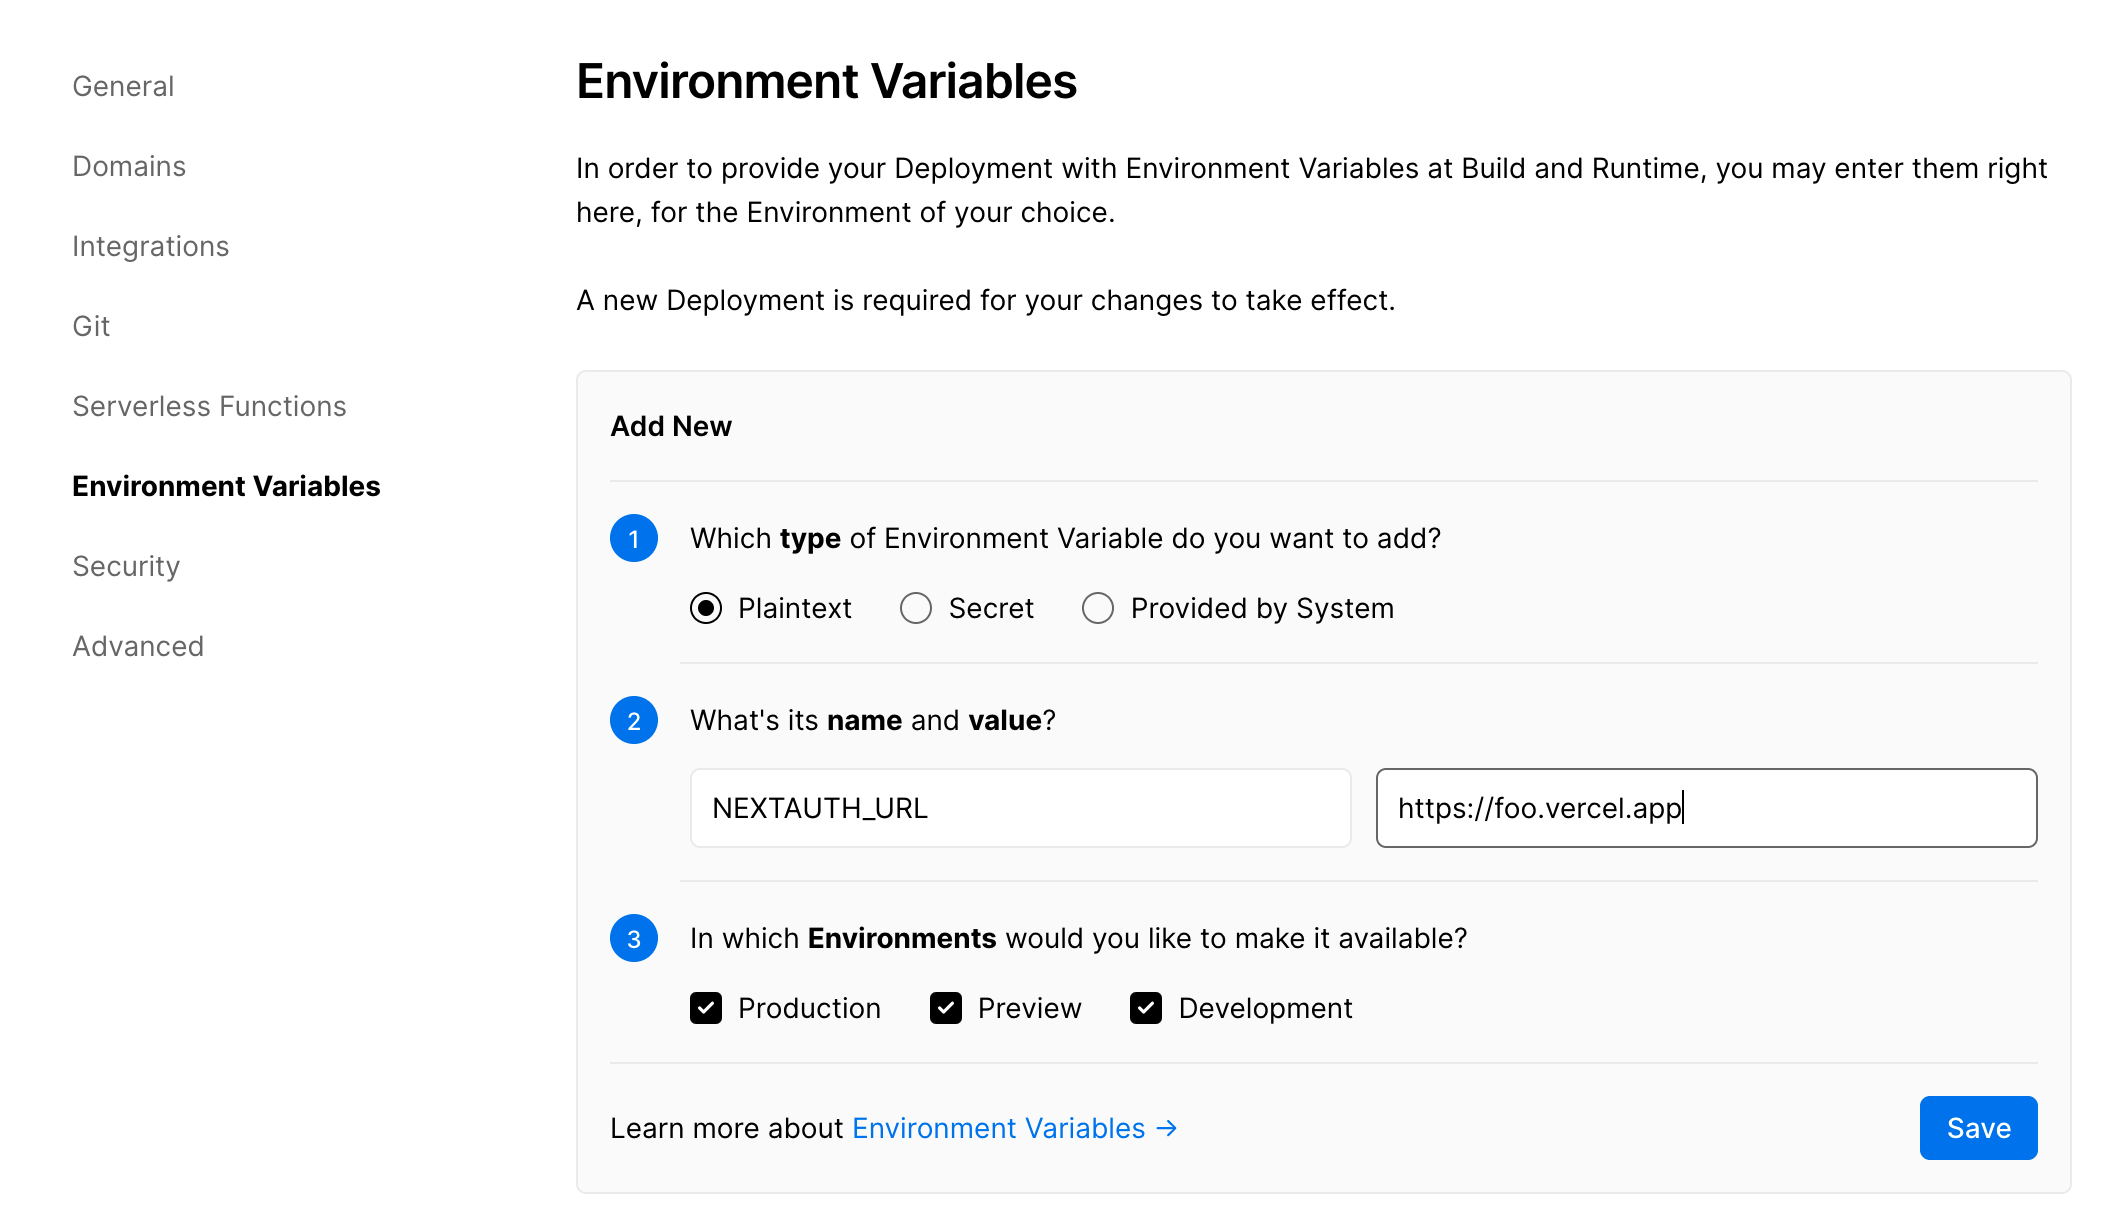 General
Domains
Integrations
Git
Serverless Functions
Environment Variables
Security
Advanced
Environment Variables
In order to provide your Deployment with Environment Variables at Build and Runtime, you may enter them right
here, for the Environment of your choice.
A new Deployment is required for your changes to take effect.
Add New
1 Which type of Environment Variable do you want to add?
Plaintext Secret Provided by System
2 What's its name and value?
NEXTAUTH_URL https://foo.vercel.app
3 In which Environments would you like to make it available?
Production Preview Development
Learn more about Environment Variables → Save